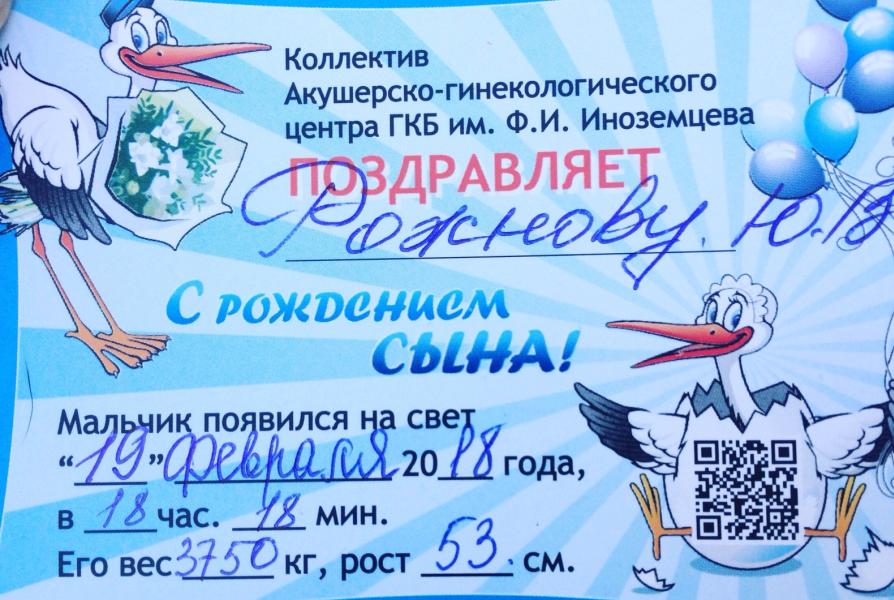 Коллектив
Акушерско-гинекологического
центра ГКБ им. Ф.И. Иноземцева
ПОЗДРАВЛЯЕТ
Рожнову. Ю.В
С РОЖДЕНИЕМ
СЫНА!
Мальчик появился на свет
“19” Февраля 2018 года,
в 18 час. 18 мин.
Его вес 3750 кг, рост 53. см.